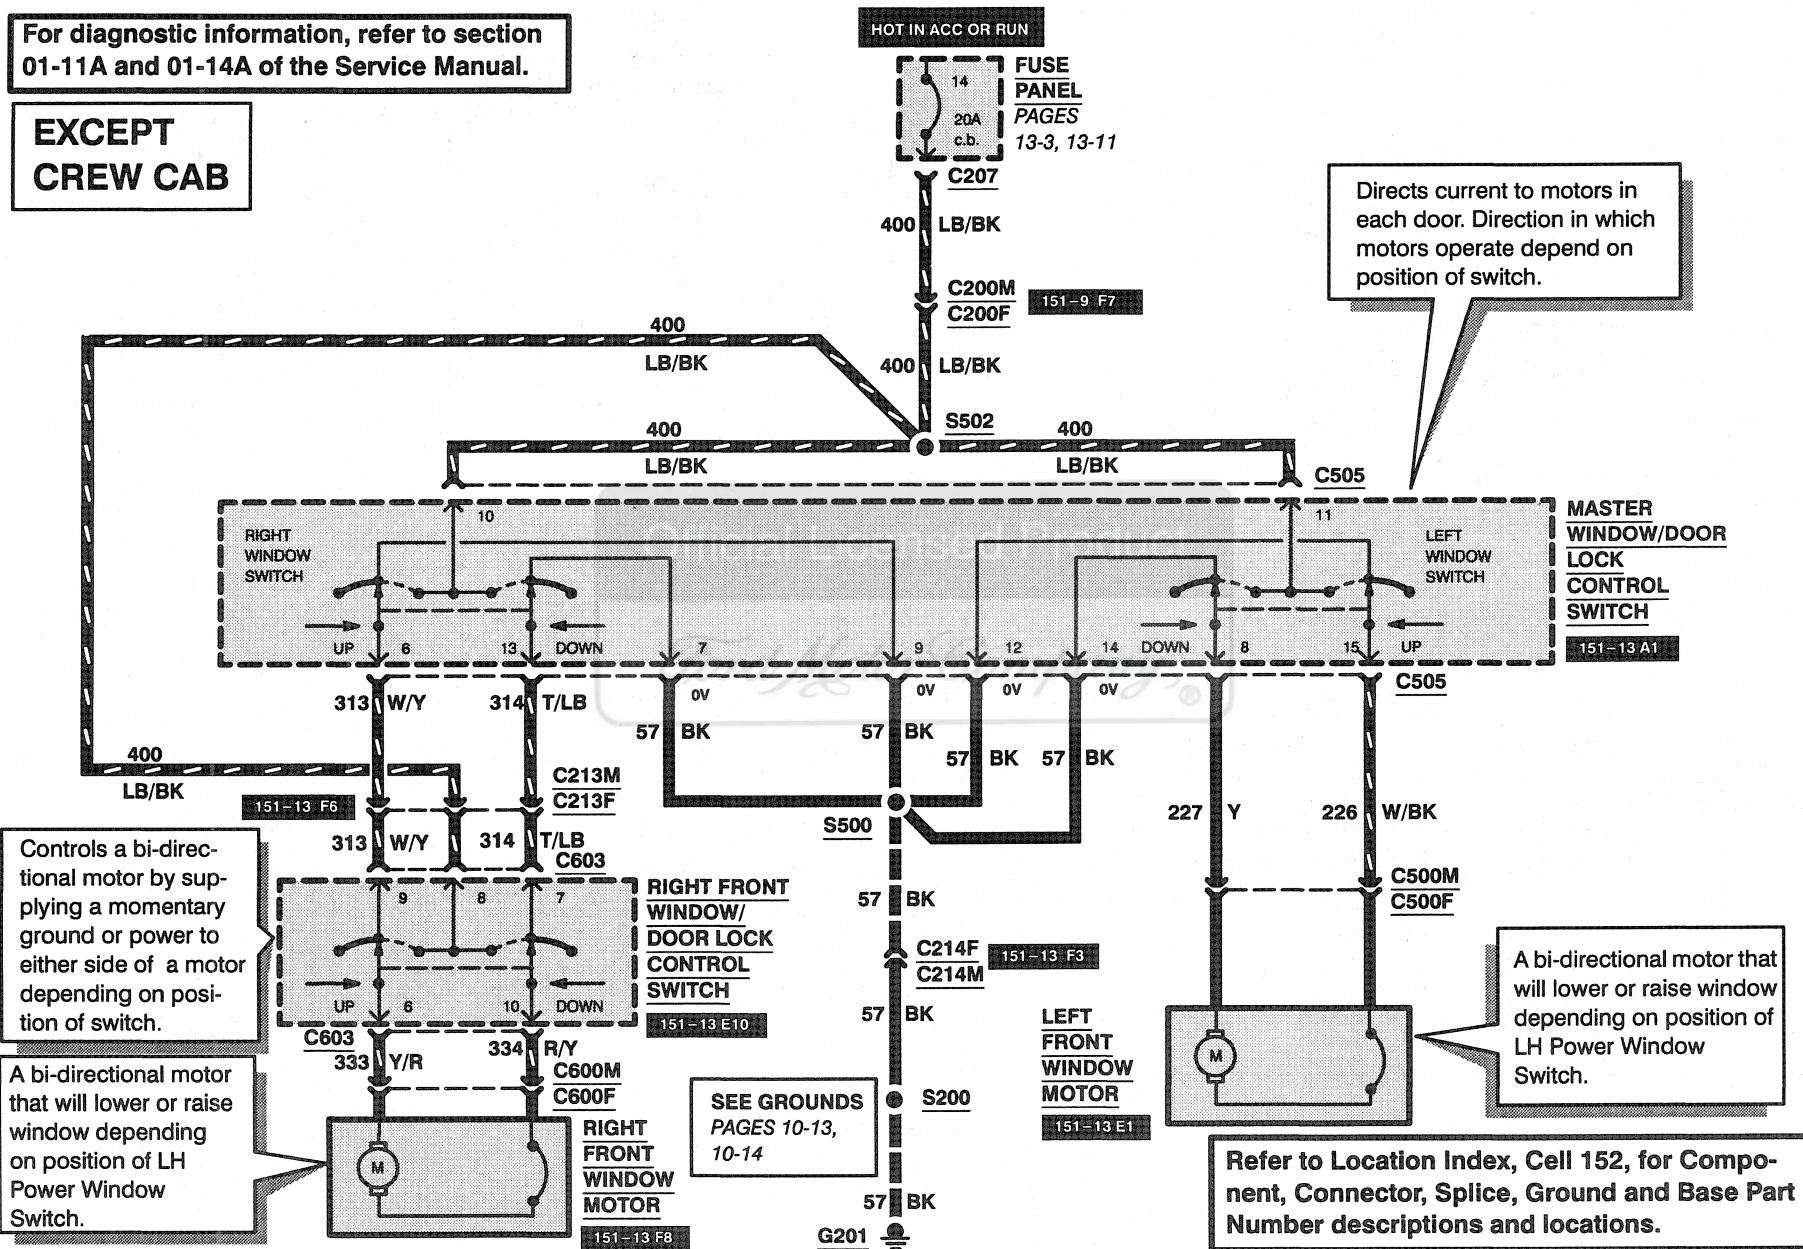 For diagnostic information, refer to section
01-11A and 01-14A of the Service Manual.
EXCEPT
CREW CAB
HOT IN ACC OR RUN
14
20A
c.b.
FUSE
PANEL
PAGES
13-3, 13-11
C207
400 LB/BK
C200M
C200F
151-9 F7
400 LB/BK
Directs current to motors in
each door. Direction in which
motors operate depend on
position of switch.
400
LB/BK
S502
400
LB/BK
400
LB/BK
C505
10
11
RIGHT
WINDOW
SWITCH
LEFT
WINDOW
SWITCH
Official Licensed Product
Ford Motor Company
®
MASTER
WINDOW/DOOR
LOCK
CONTROL
SWITCH
151-13 A1
UP 6 13 DOWN 7 9 12 14 DOWN 8 15 UP
C505
313 W/Y
314 T/LB
0V
0V
0V
0V
57 BK
57 BK
57 BK
57 BK
400
LB/BK
151-13 F6
C213M
C213F
313 W/Y
314 T/LB
C603
S500
227 Y
226 W/BK
C500M
C500F
Controls a bi-direc-
tional motor by sup-
plying a momentary
ground or power to
either side of a motor
depending on posi-
tion of switch.
9 8 7
UP 6 10 DOWN
RIGHT FRONT
WINDOW/
DOOR LOCK
CONTROL
SWITCH
151-13 E10
57 BK
C214F
C214M
151-13 F3
57 BK
C603
333 Y/R
334 R/Y
C600M
C600F
A bi-directional motor
that will lower or raise
window depending
on position of LH
Power Window
Switch.
M
RIGHT
FRONT
WINDOW
MOTOR
151-13 F8
SEE GROUNDS
PAGES 10-13,
10-14
S200
57 BK
G201
LEFT
FRONT
WINDOW
MOTOR
151-13 E1
M
A bi-directional motor that
will lower or raise window
depending on position of
LH Power Window
Switch.
Refer to Location Index, Cell 152, for Compo-
nent, Connector, Splice, Ground and Base Part
Number descriptions and locations.